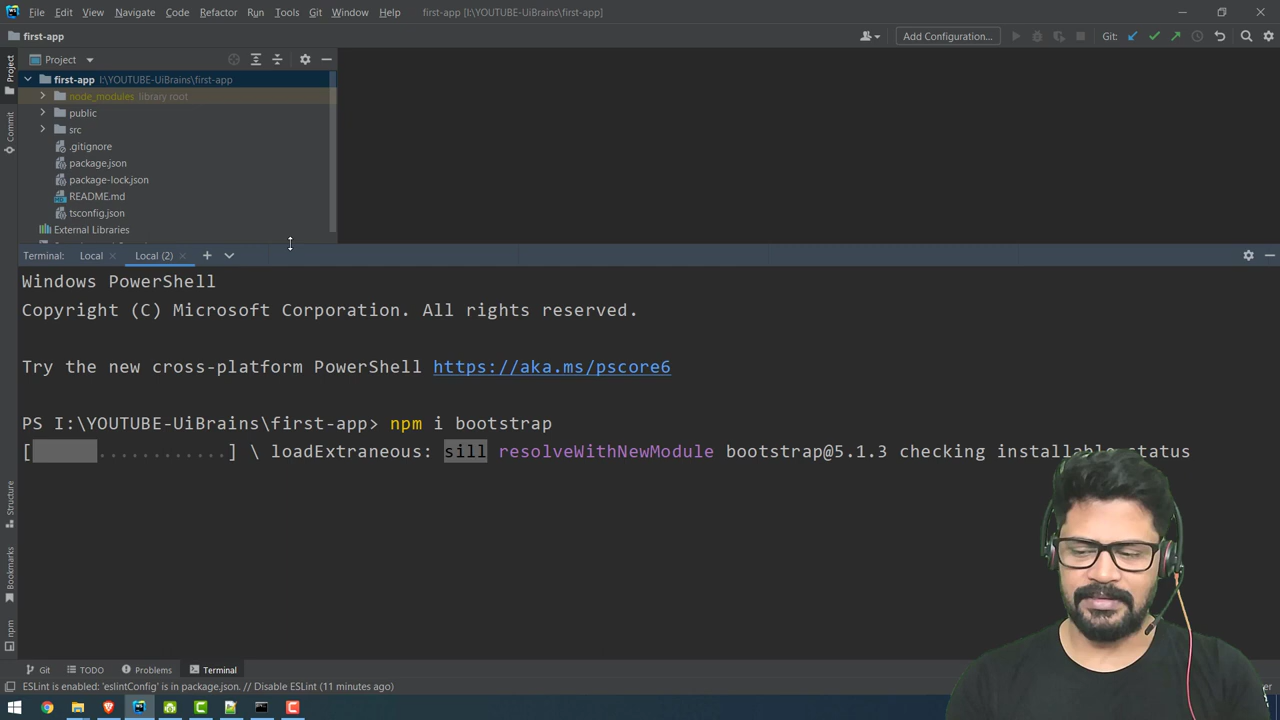 File Edit View Navigate Code Refactor Run Tools Git Window Help first-app [I:\YOUTUBE-UiBrains\first-app]
first-app Add Configuration... Git:
Project
Project
first-app I:\YOUTUBE-UiBrains\first-app
node_modules library root
public
Commit
src
.gitignore
package.json
package-lock.json
README.md
tsconfig.json
External Libraries
Terminal: Local Local (2)
Windows PowerShell
Copyright (C) Microsoft Corporation. All rights reserved.
Try the new cross-platform PowerShell https://aka.ms/pscore6
PS I:\YOUTUBE-UiBrains\first-app> npm i bootstrap
[ ............] \ loadExtraneous: sill resolveWithNewModule bootstrap@5.1.3 checking installable status
Structure
Bookmarks
npm
Git TODO Problems Terminal
ESLint is enabled: 'eslintConfig' is in package.json. // Disable ESLint (11 minutes ago)